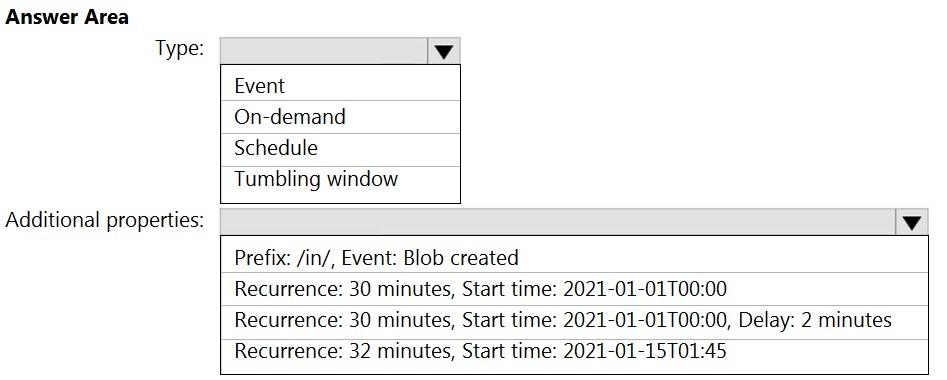 Answer Area
Type:
Event
On-demand
Schedule
Tumbling window
Additional properties:
Prefix: /in/, Event: Blob created
Recurrence: 30 minutes, Start time: 2021-01-01T00:00
Recurrence: 30 minutes, Start time: 2021-01-01T00:00, Delay: 2 minutes
Recurrence: 32 minutes, Start time: 2021-01-15T01:45